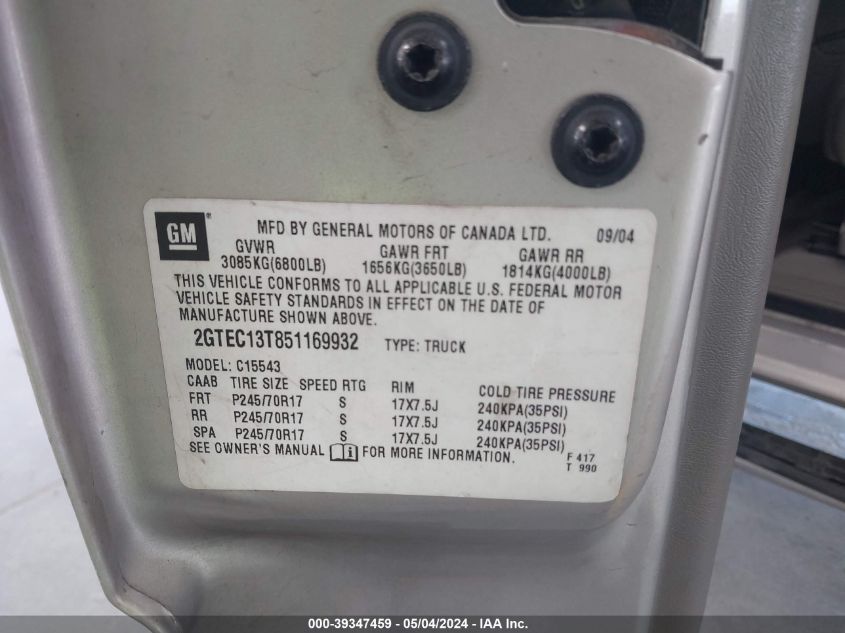 GM®
MFD BY GENERAL MOTORS OF CANADA LTD. 09/04
GVWR GAWR FRT GAWR RR
3085KG(6800LB) 1656KG(3650LB) 1814KG(4000LB)
THIS VEHICLE CONFORMS TO ALL APPLICABLE U.S. FEDERAL MOTOR
VEHICLE SAFETY STANDARDS IN EFFECT ON THE DATE OF
MANUFACTURE SHOWN ABOVE.
2GTEC13T851169932 TYPE: TRUCK
MODEL: C15543
CAAB TIRE SIZE SPEED RTG RIM COLD TIRE PRESSURE
FRT P245/70R17 S 17X7.5J 240KPA(35PSI)
RR P245/70R17 S 17X7.5J 240KPA(35PSI)
SPA P245/70R17 S 17X7.5J 240KPA(35PSI)
SEE OWNER'S MANUAL i FOR MORE INFORMATION.
F 417
T 990
000-39347459 - 05/04/2024 - IAA Inc.